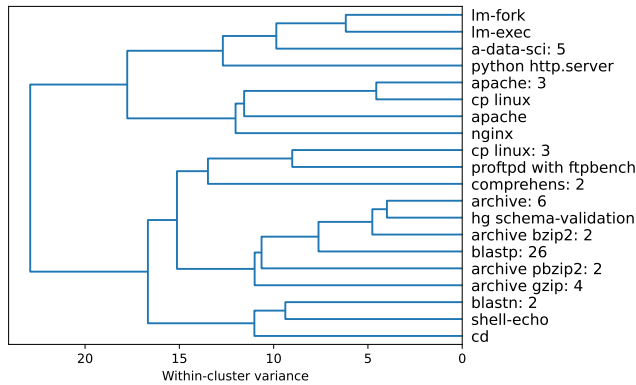 lm-fork
lm-exec
a-data-sci: 5
python http.server
apache: 3
cp linux
apache
nginx
cp linux: 3
proftpd with ftpbench
comprehens: 2
archive: 6
hg schema-validation
archive bzip2: 2
blastp: 26
archive pbzip2: 2
archive gzip: 4
blastn: 2
shell-echo
cd
20 15 10 5 0
Within-cluster variance